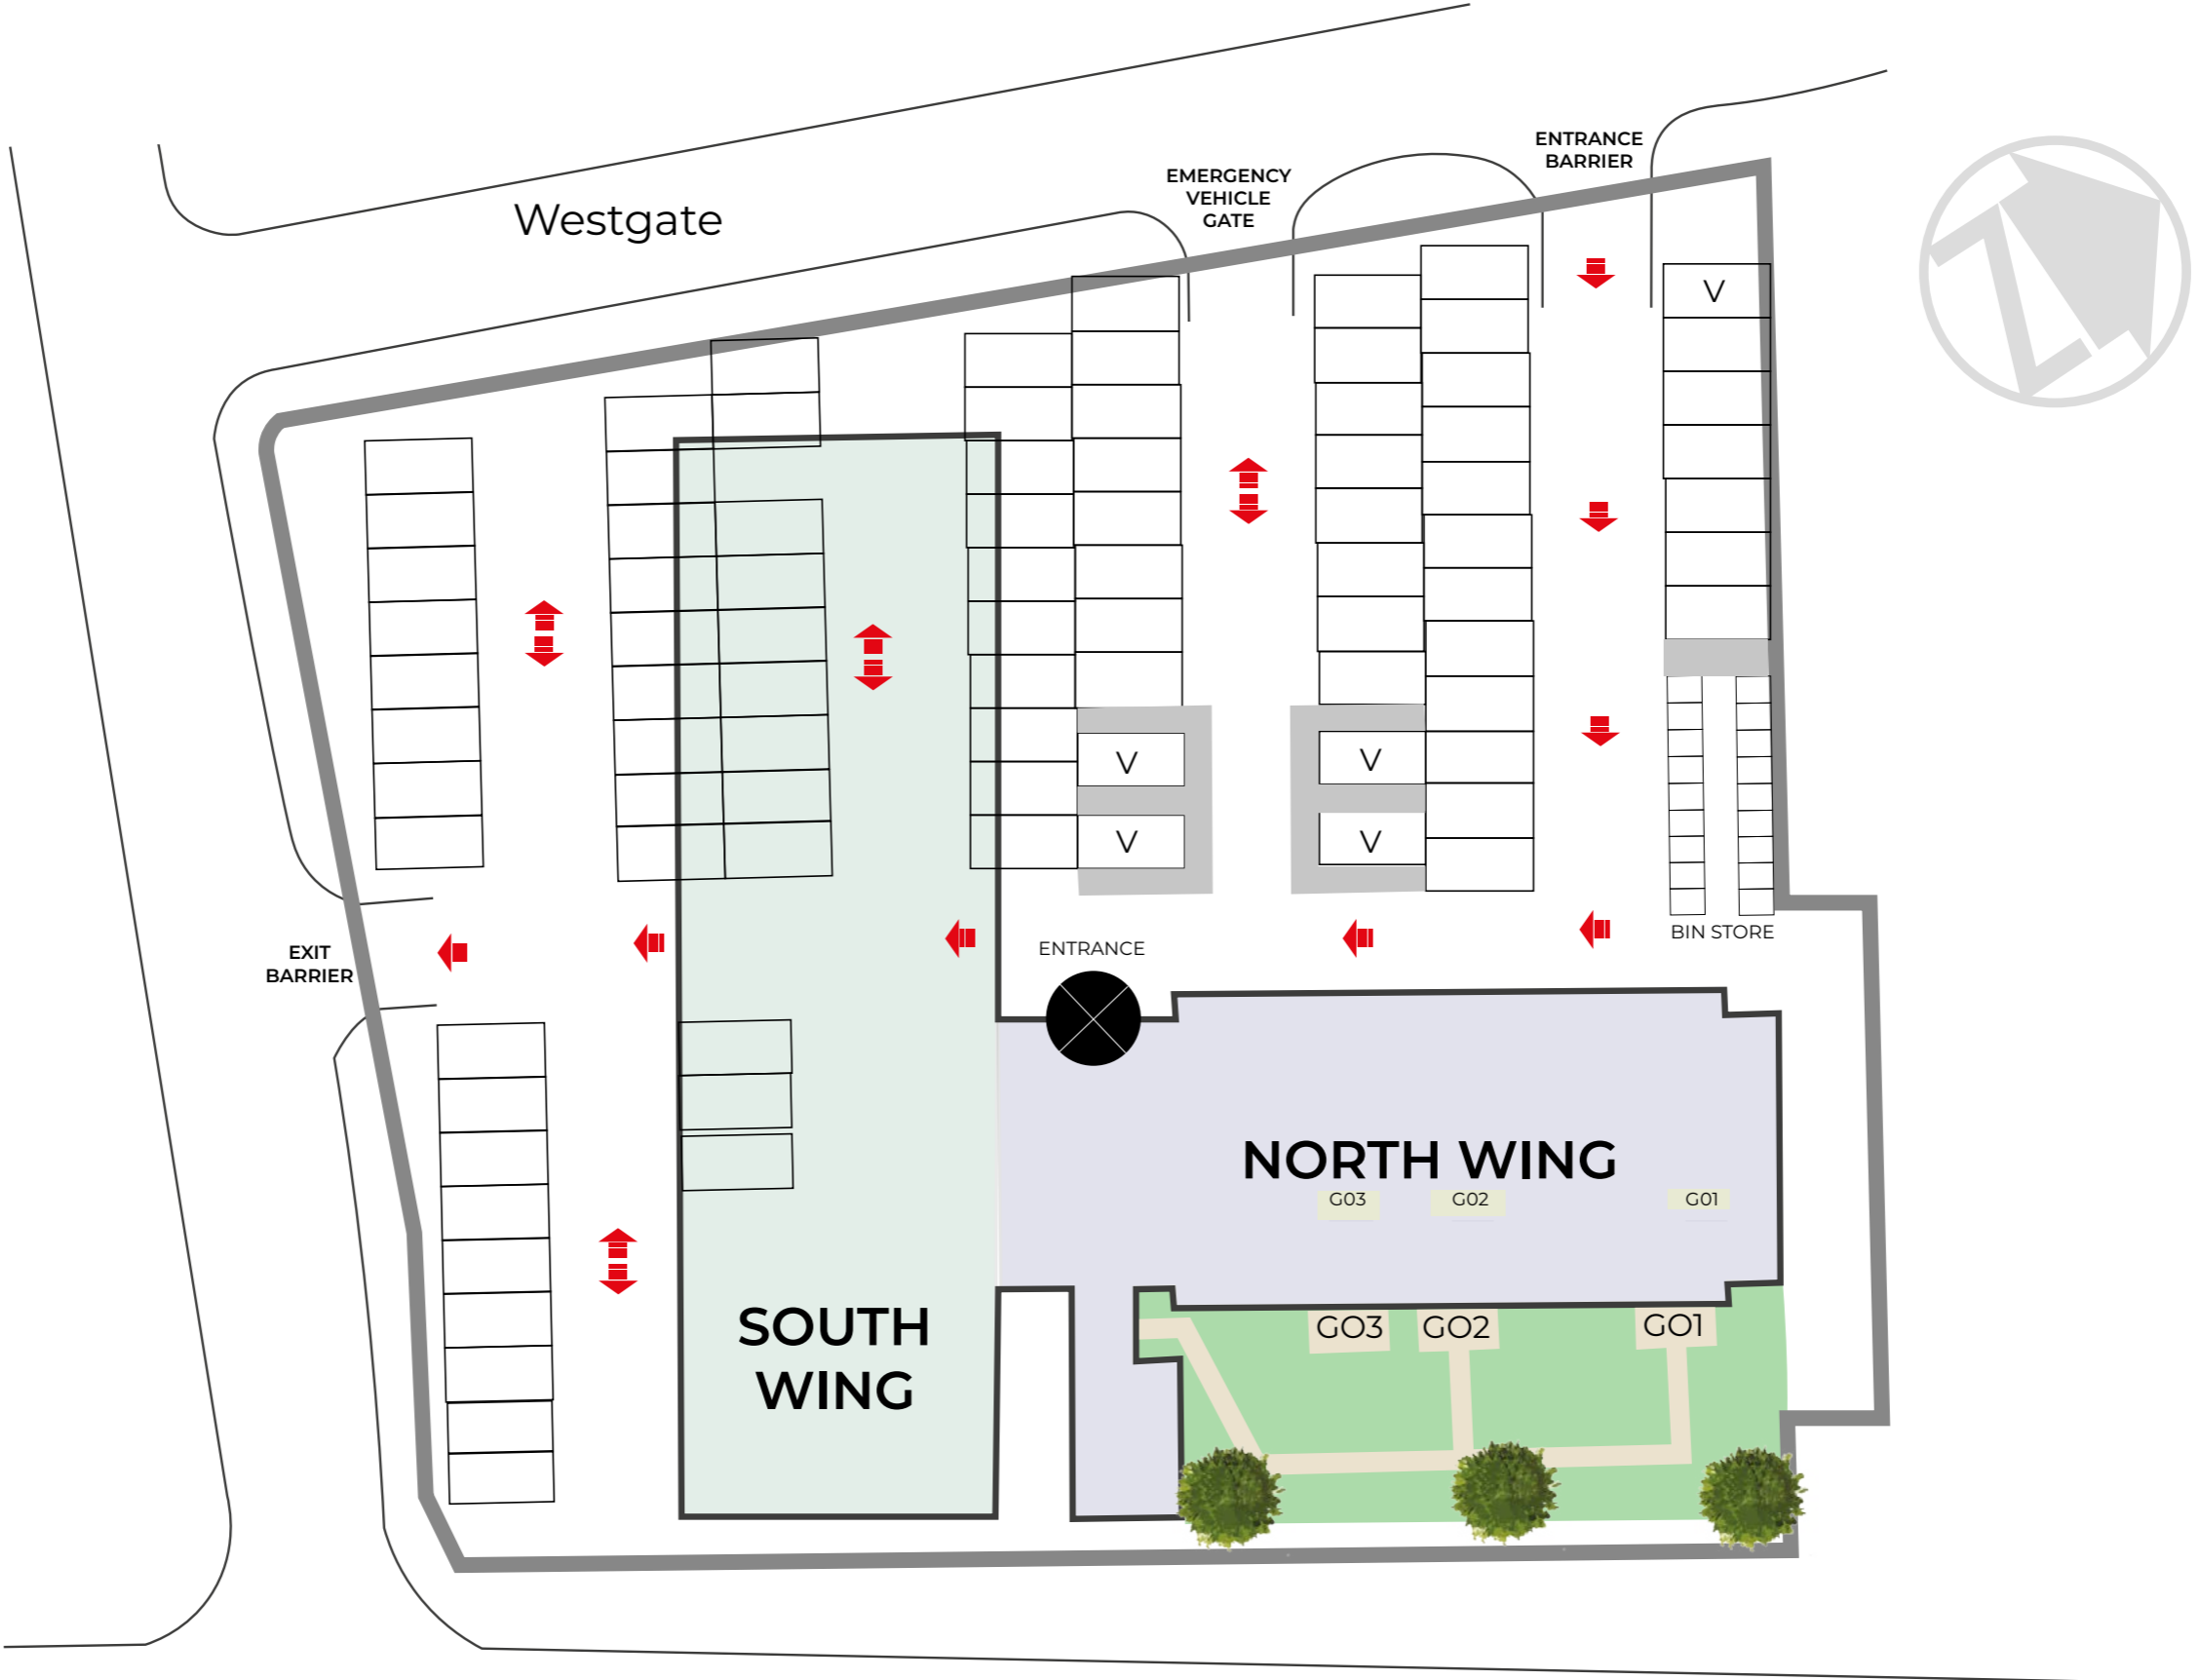 ENTRANCE
BARRIER
EMERGENCY
VEHICLE
GATE
Westgate
N
V
V
V
V
V
EXIT
BARRIER
ENTRANCE
BIN STORE
NORTH WING
G03
G02
G01
SOUTH
WING
GO3
GO2
GO1